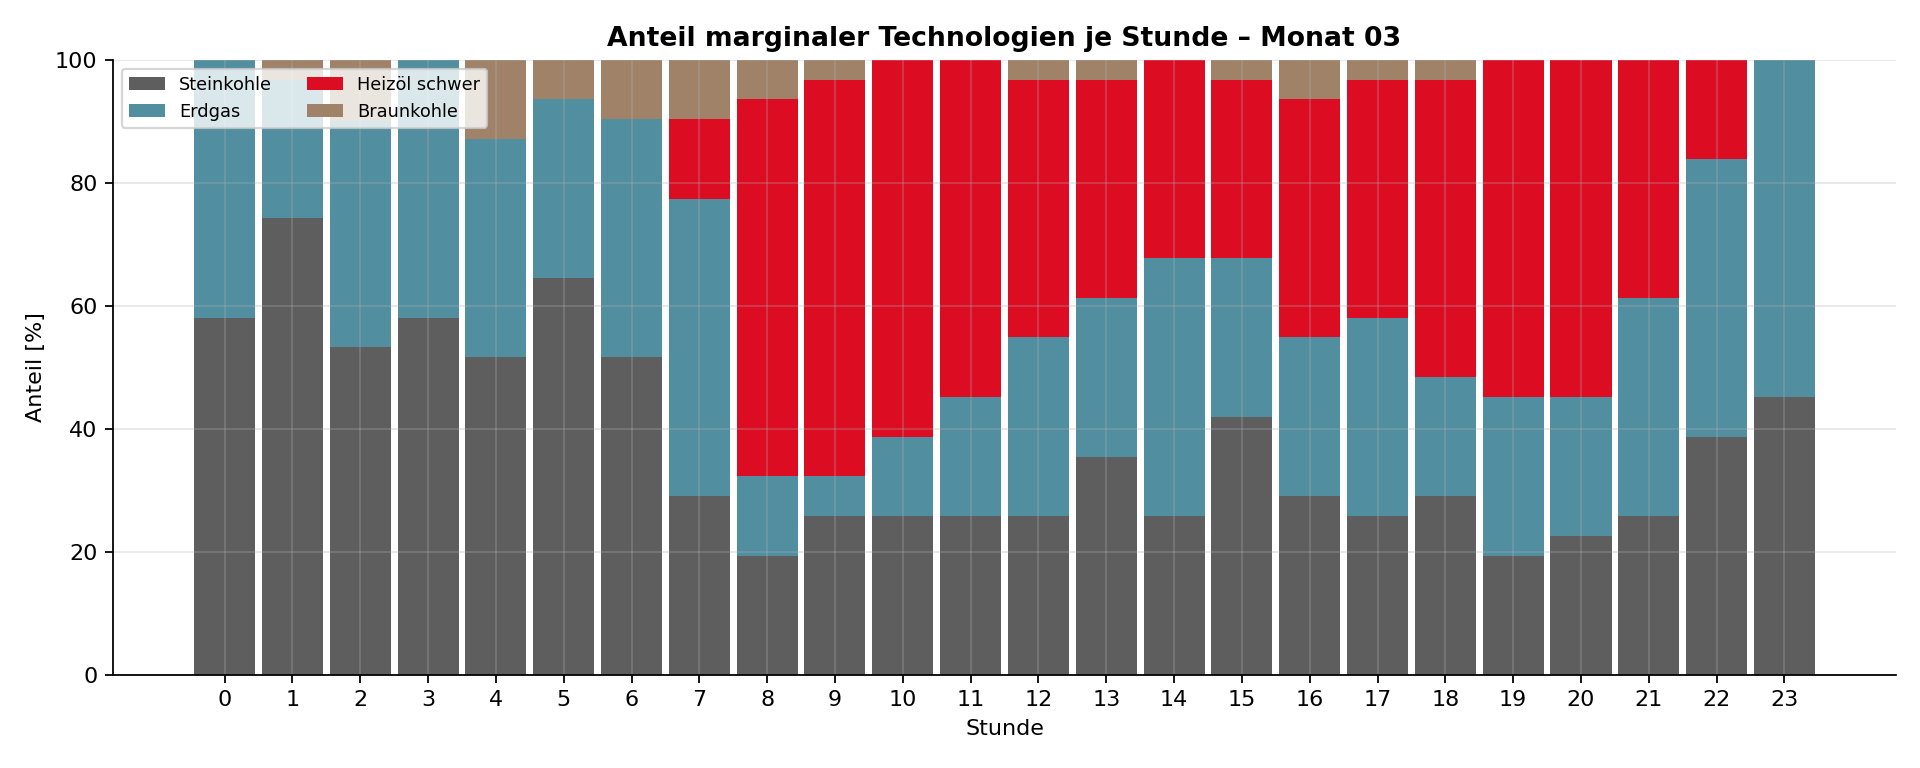 Anteil marginaler Technologien je Stunde – Monat 03
Steinkohle
Erdgas
Heizöl schwer
Braunkohle
Anteil [%]
100
80
60
40
20
0
0 1 2 3 4 5 6 7 8 9 10 11 12 13 14 15 16 17 18 19 20 21 22 23
Stunde